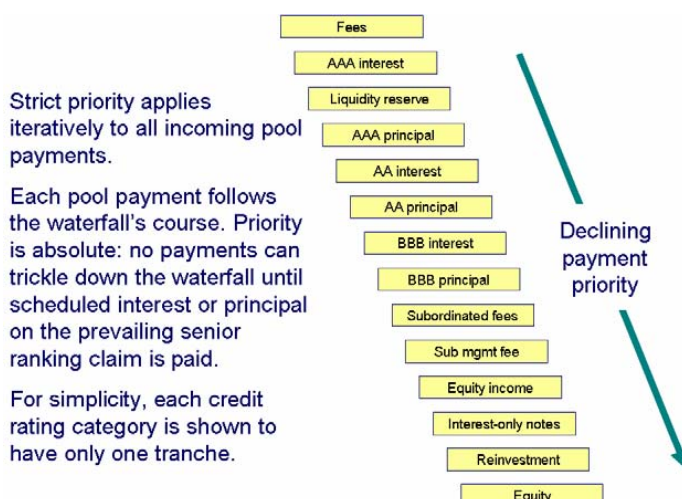 Fees
AAA interest
Liquidity reserve
AAA principal
AA interest
AA principal
BBB interest
BBB principal
Subordinated fees
Sub mgmt fee
Equity income
Interest-only notes
Reinvestment
Equity
Strict priority applies
iteratively to all incoming pool
payments.
Each pool payment follows
the waterfall's course. Priority
is absolute: no payments can
trickle down the waterfall until
scheduled interest or principal
on the prevailing senior
ranking claim is paid.
For simplicity, each credit
rating category is shown to
have only one tranche.
Declining
payment
priority